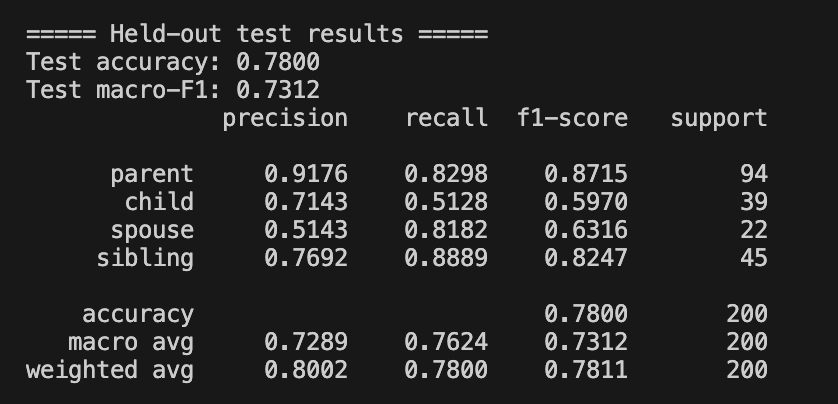 ===== Held-out test results =====
Test accuracy: 0.7800
Test macro-F1: 0.7312
precision recall f1-score support
parent 0.9176 0.8298 0.8715 94
child 0.7143 0.5128 0.5970 39
spouse 0.5143 0.8182 0.6316 22
sibling 0.7692 0.8889 0.8247 45
accuracy 0.7800 200
macro avg 0.7289 0.7624 0.7312 200
weighted avg 0.8002 0.7800 0.7811 200